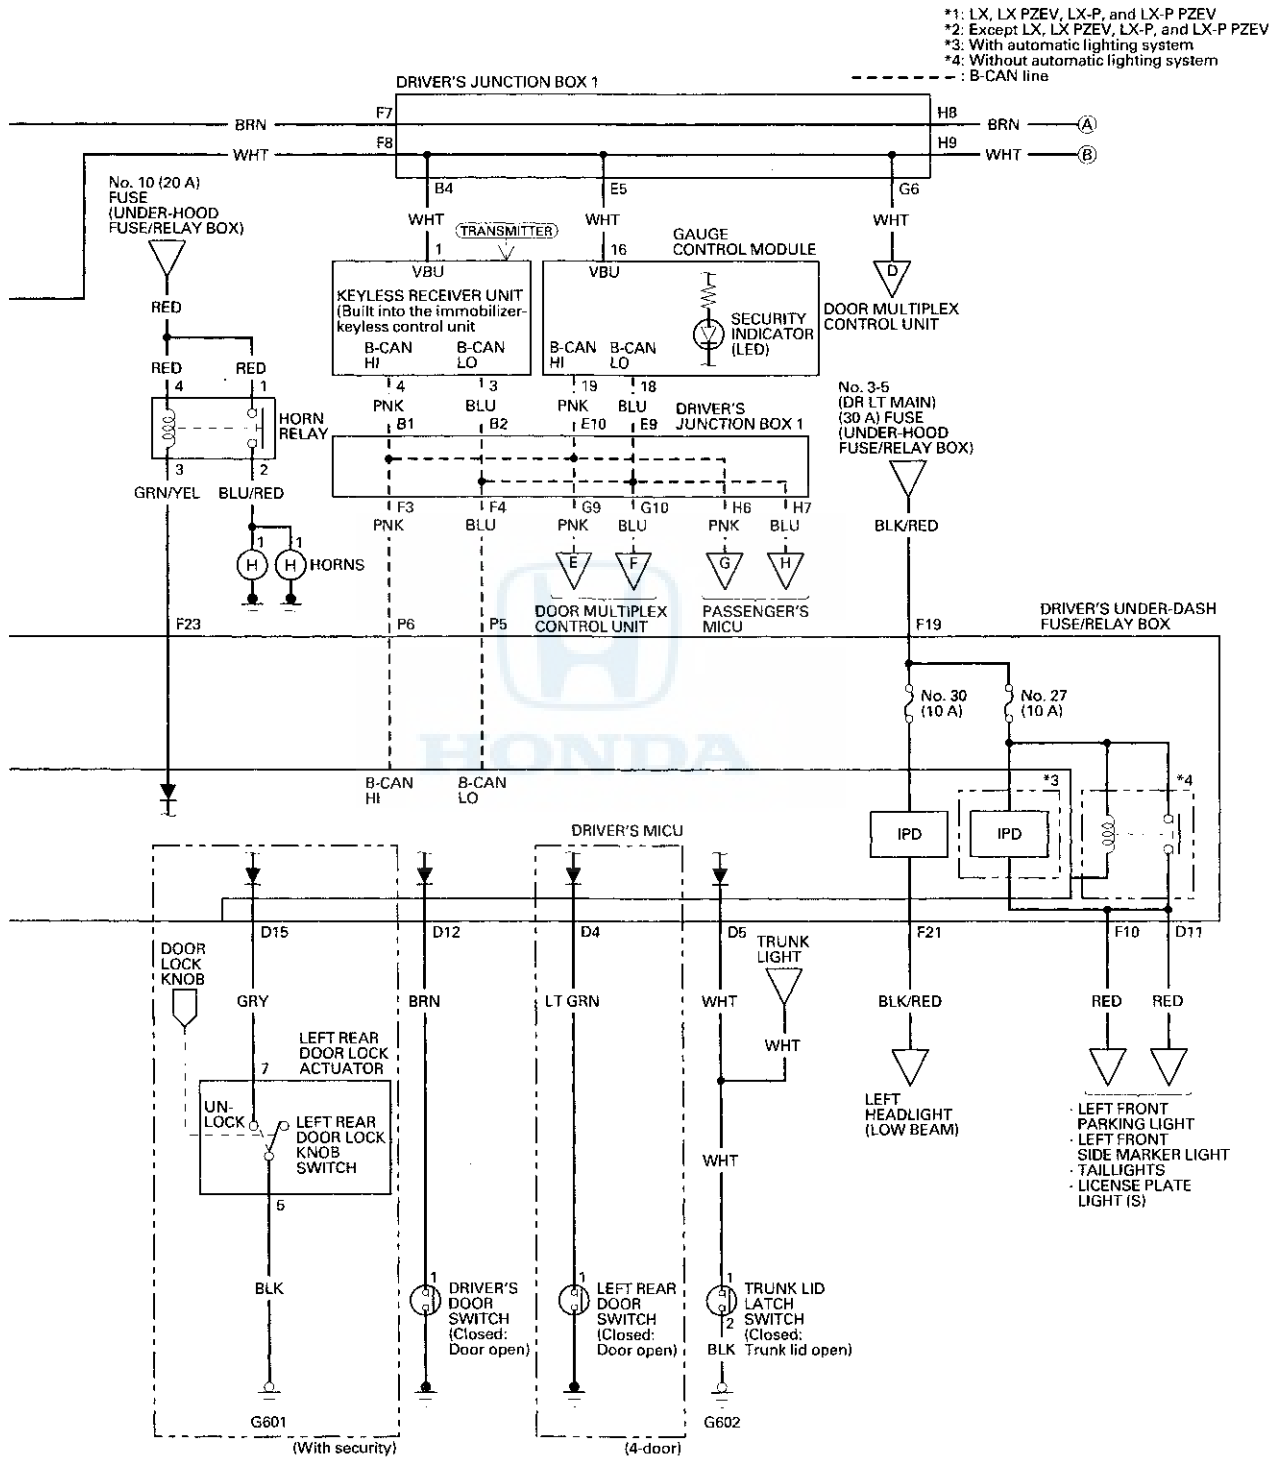 *1: LX, LX PZEV, LX-P, and LX-P PZEV
*2: Except LX, LX PZEV, LX-P, and LX-P PZEV
*3: With automatic lighting system
*4: Without automatic lighting system
: B-CAN line
DRIVER'S JUNCTION BOX 1
BRN F7 H8 BRN A
WHT F8 H9 WHT B
B4 E5 G6
No. 10 (20 A)
FUSE
(UNDER-HOOD
FUSE/RELAY BOX)
WHT WHT WHT
TRANSMITTER
GAUGE
CONTROL MODULE
1 16
VBU VBU D
KEYLESS RECEIVER UNIT
(Built into the immobilizer-
keyless control unit
SECURITY
INDICATOR
(LED)
DOOR MULTIPLEX
CONTROL UNIT
B-CAN
HI
B-CAN
LO
B-CAN
HI
B-CAN
LO
RED
RED RED
4 1
HORN
RELAY
3 2
GRN/YEL BLU/RED
1 1
H H HORNS
4 3 19 18
PNK BLU PNK BLU
B1 B2 E10 E9
DRIVER'S
JUNCTION BOX 1
No. 3-5
(DR LT MAIN)
(30 A) FUSE
(UNDER-HOOD
FUSE/RELAY BOX)
F3 F4 G9 G10 H6 H7
PNK BLU PNK BLU PNK BLU
BLK/RED
E F G H
DOOR MULTIPLEX
CONTROL UNIT
PASSENGER'S
MICU
HONDA
DRIVER'S UNDER-DASH
FUSE/RELAY BOX
F23 P6 P5 F19
No. 30
(10 A)
No. 27
(10 A)
B-CAN
HI
B-CAN
LO
*3 *4
IPD IPD
DRIVER'S MICU
D15 D12 D4 D5 F21 F10 D11
DOOR
LOCK
KNOB
TRUNK
LIGHT
GRY BRN LT GRN WHT BLK/RED RED RED
WHT
LEFT REAR
DOOR LOCK
ACTUATOR
7
UN-
LOCK
LEFT REAR
DOOR LOCK
KNOB
SWITCH
5
LEFT
HEADLIGHT
(LOW BEAM)
· LEFT FRONT
PARKING LIGHT
· LEFT FRONT
SIDE MARKER LIGHT
· TAILLIGHTS
· LICENSE PLATE
LIGHT (S)
WHT
BLK
1
DRIVER'S
DOOR
SWITCH
(Closed:
Door open)
1
LEFT REAR
DOOR
SWITCH
(Closed:
Door open)
1
TRUNK LID
LATCH
SWITCH
(Closed:
Trunk lid open)
2
BLK
G601 G602
(With security) (4-door)